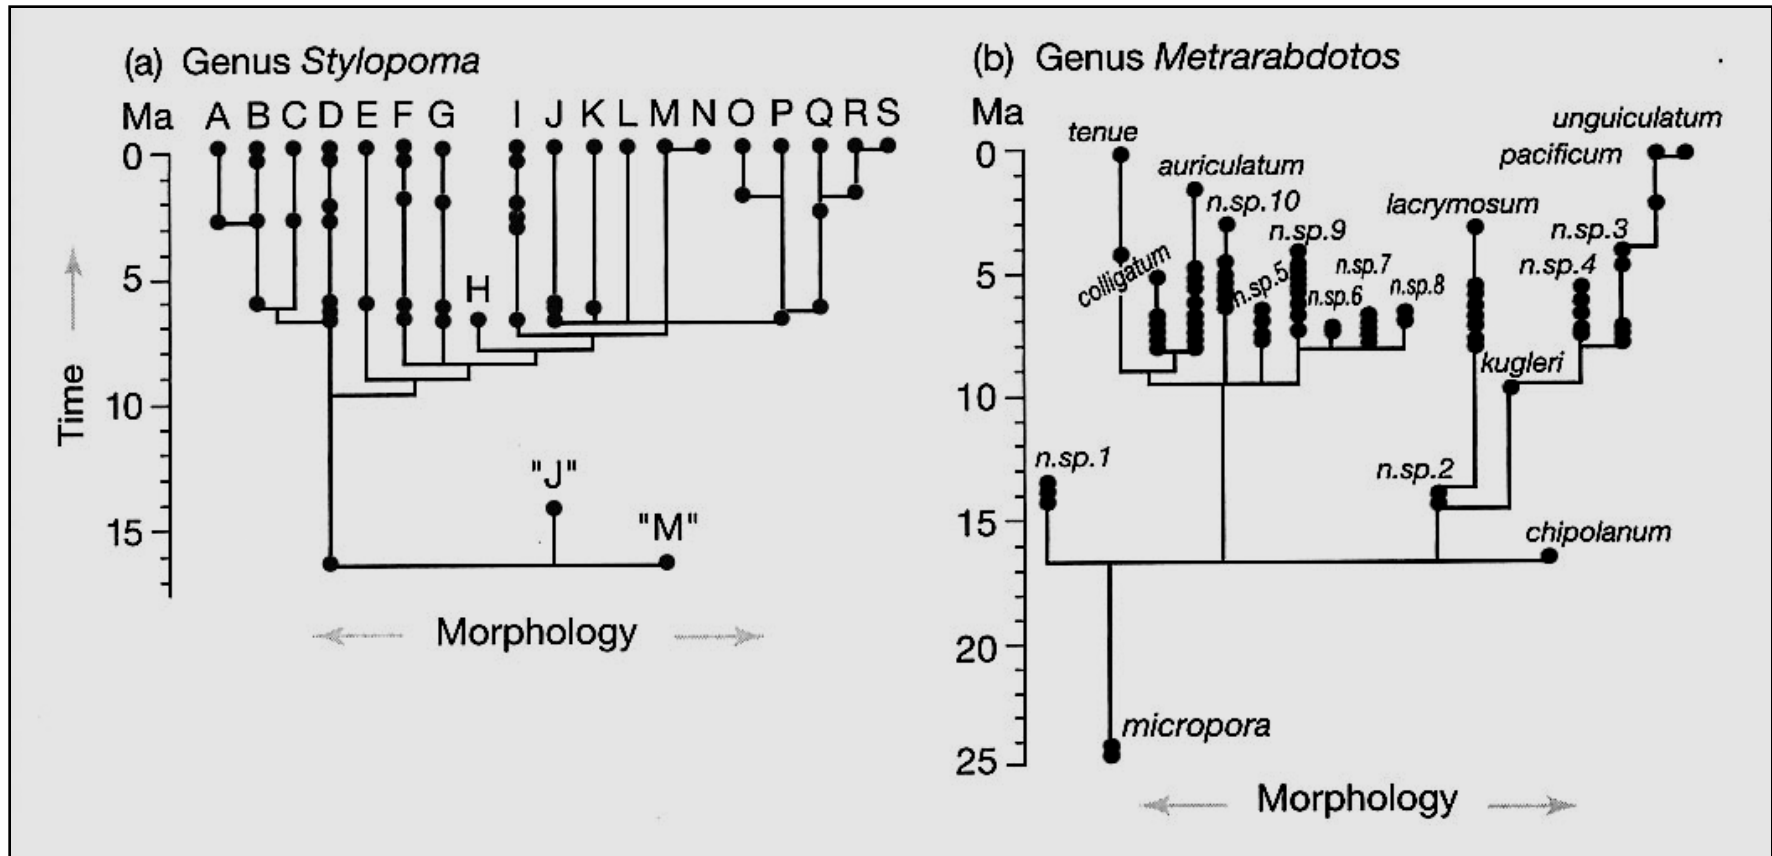 (a) Genus Stylopoma
Ma A B C D E F G I J K L M N O P Q R S
0
5
H
10
"J"
"M"
15
Time
Morphology
(b) Genus Metrarabdotos
Ma
tenue
unguiculatum
0
pacificum
auriculatum
n.sp.10
lacrymosum
n.sp.9
n.sp.3
5
colligatum
n.sp.5
n.sp.7
n.sp.4
n.sp.6
n.sp.8
kugleri
10
n.sp.1
n.sp.2
15
chipolanum
20
micropora
25
Morphology